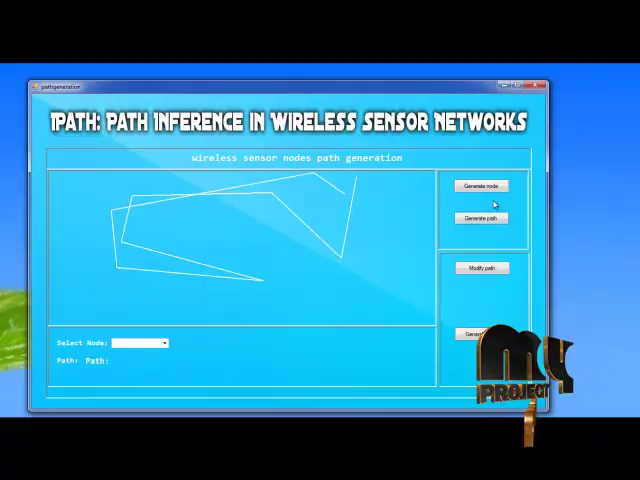 pathgeneration
iPATH: PATH INFERENCE IN WIRELESS SENSOR NETWORKS
wireless sensor nodes path generation
Generate node
Generate path
Modify path
Select Node:
Path: Path:
MY
PROJECT